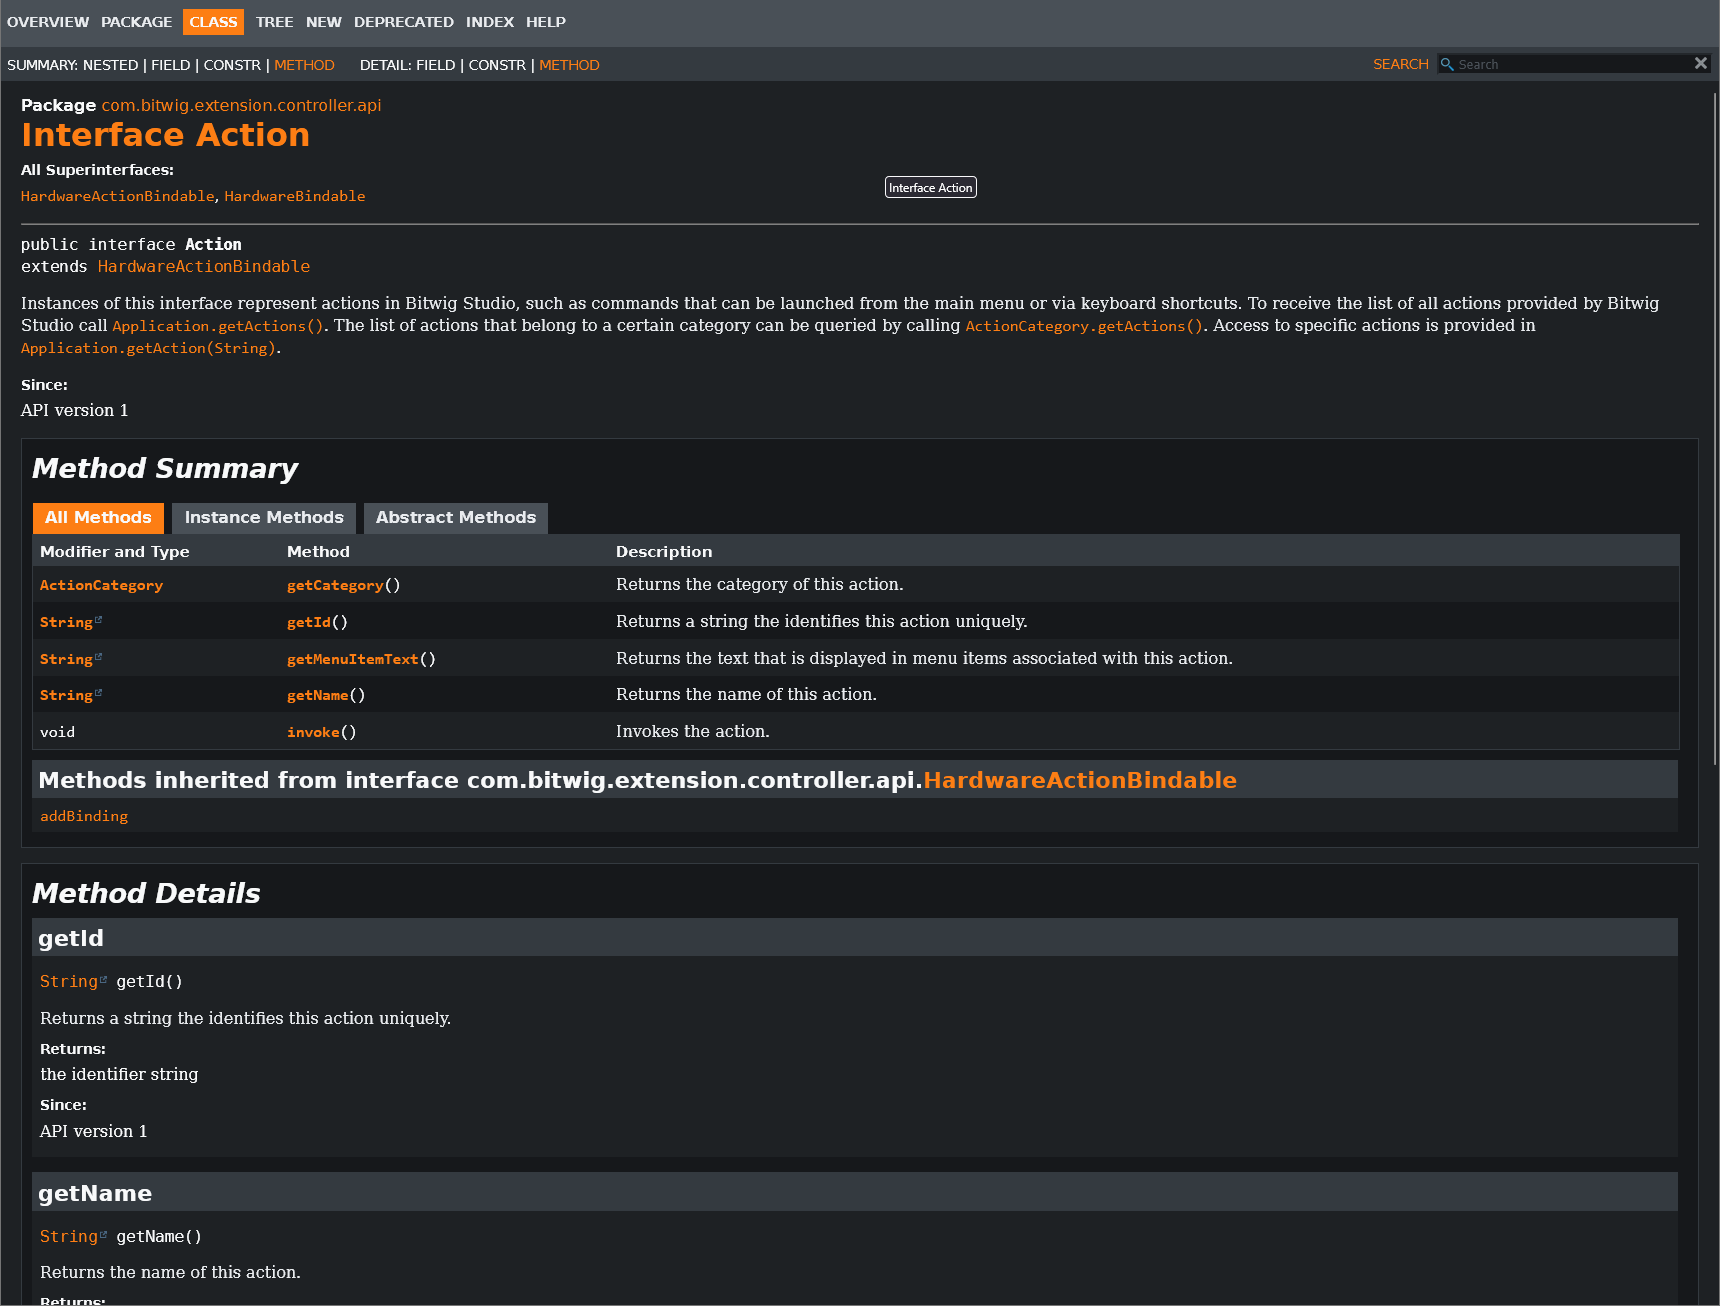 OVERVIEW PACKAGE CLASS TREE NEW DEPRECATED INDEX HELP
SUMMARY: NESTED | FIELD | CONSTR | METHOD DETAIL: FIELD | CONSTR | METHOD SEARCH Search
Package com.bitwig.extension.controller.api
Interface Action
All Superinterfaces:
HardwareActionBindable, HardwareBindable
Interface Action
public interface Action
extends HardwareActionBindable
Instances of this interface represent actions in Bitwig Studio, such as commands that can be launched from the main menu or via keyboard shortcuts. To receive the list of all actions provided by Bitwig
Studio call Application.getActions(). The list of actions that belong to a certain category can be queried by calling ActionCategory.getActions(). Access to specific actions is provided in
Application.getAction(String).
Since:
API version 1
Method Summary
All Methods Instance Methods Abstract Methods
Modifier and Type Method Description
ActionCategory getCategory() Returns the category of this action.
String getId() Returns a string the identifies this action uniquely.
String getMenuItemText() Returns the text that is displayed in menu items associated with this action.
String getName() Returns the name of this action.
void invoke() Invokes the action.
Methods inherited from interface com.bitwig.extension.controller.api.HardwareActionBindable
addBinding
Method Details
getId
String getId()
Returns a string the identifies this action uniquely.
Returns:
the identifier string
Since:
API version 1
getName
String getName()
Returns the name of this action.
Returns: